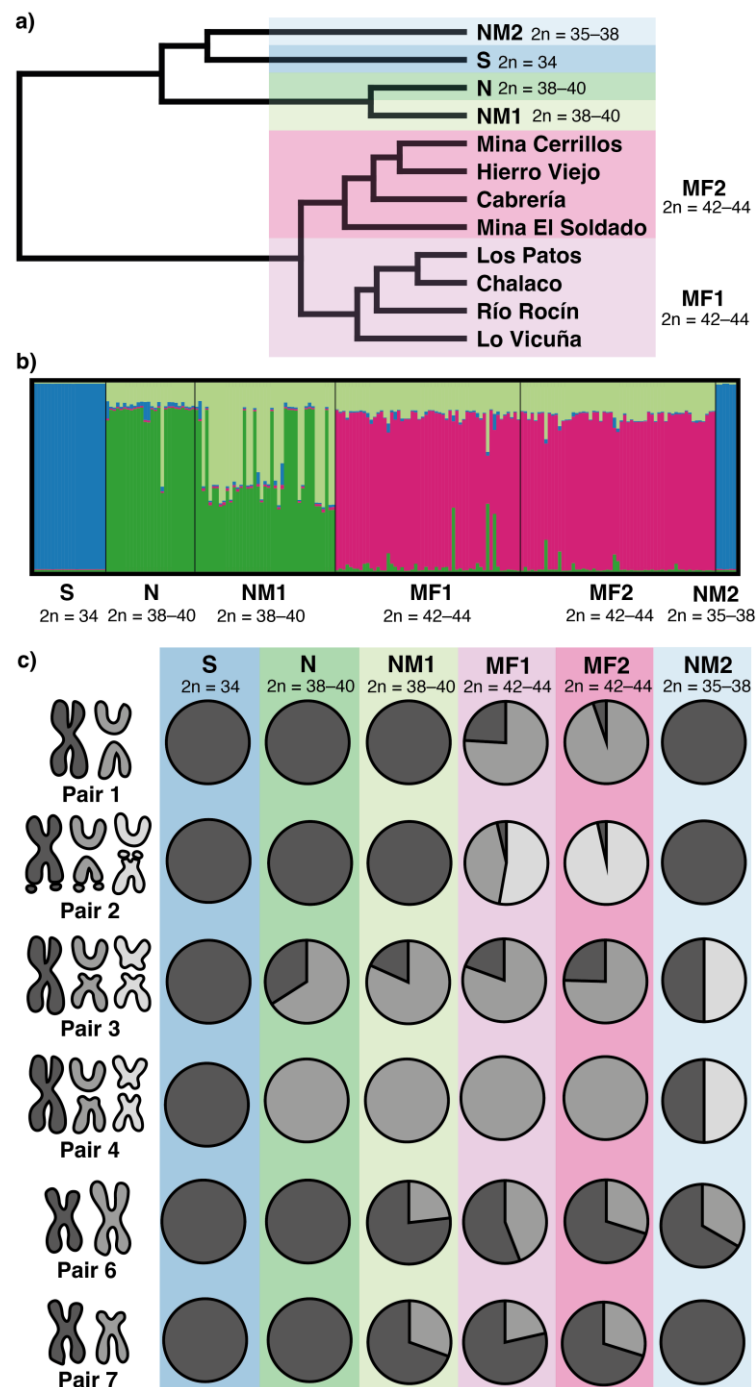 a)
NM2 2n = 35–38
S 2n = 34
N 2n = 38–40
NM1 2n = 38–40
Mina Cerrillos
Hierro Viejo
Cabrería
Mina El Soldado
MF2
2n = 42–44
Los Patos
Chalaco
Río Rocín
Lo Vicuña
MF1
2n = 42–44
b)
S N NM1 MF1 MF2 NM2
2n = 34 2n = 38–40 2n = 38–40 2n = 42–44 2n = 42–44 2n = 35–38
c)
S N NM1 MF1 MF2 NM2
2n = 34 2n = 38–40 2n = 38–40 2n = 42–44 2n = 42–44 2n = 35–38
Pair 1
Pair 2
Pair 3
Pair 4
Pair 6
Pair 7